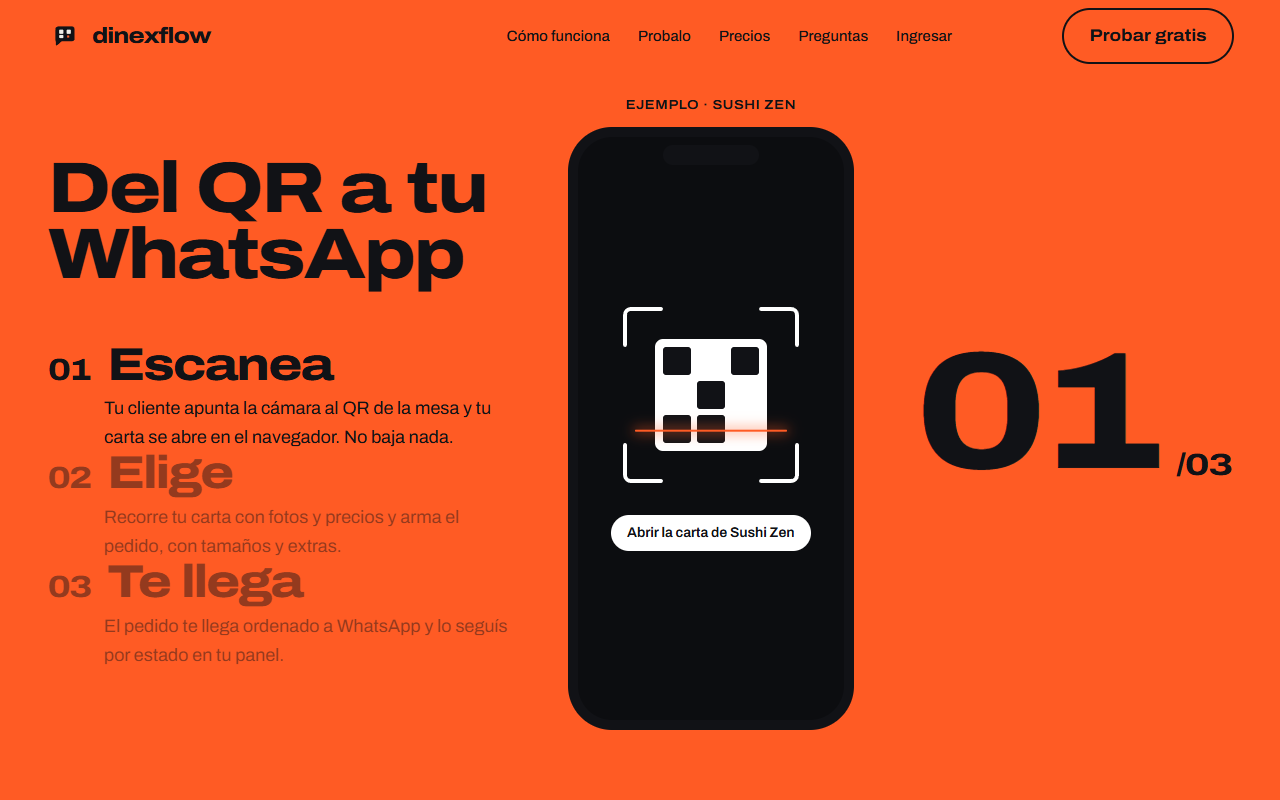 dinexflow
Cómo funciona
Probalo
Precios
Preguntas
Ingresar
Probar gratis
EJEMPLO · SUSHI ZEN
Del QR a tu
WhatsApp
01 Escanea
Tu cliente apunta la cámara al QR de la mesa y tu
carta se abre en el navegador. No baja nada.
02 Elige
Recorre tu carta con fotos y precios y arma el
pedido, con tamaños y extras.
03 Te llega
El pedido te llega ordenado a WhatsApp y lo seguís
por estado en tu panel.
Abrir la carta de Sushi Zen
01 /03